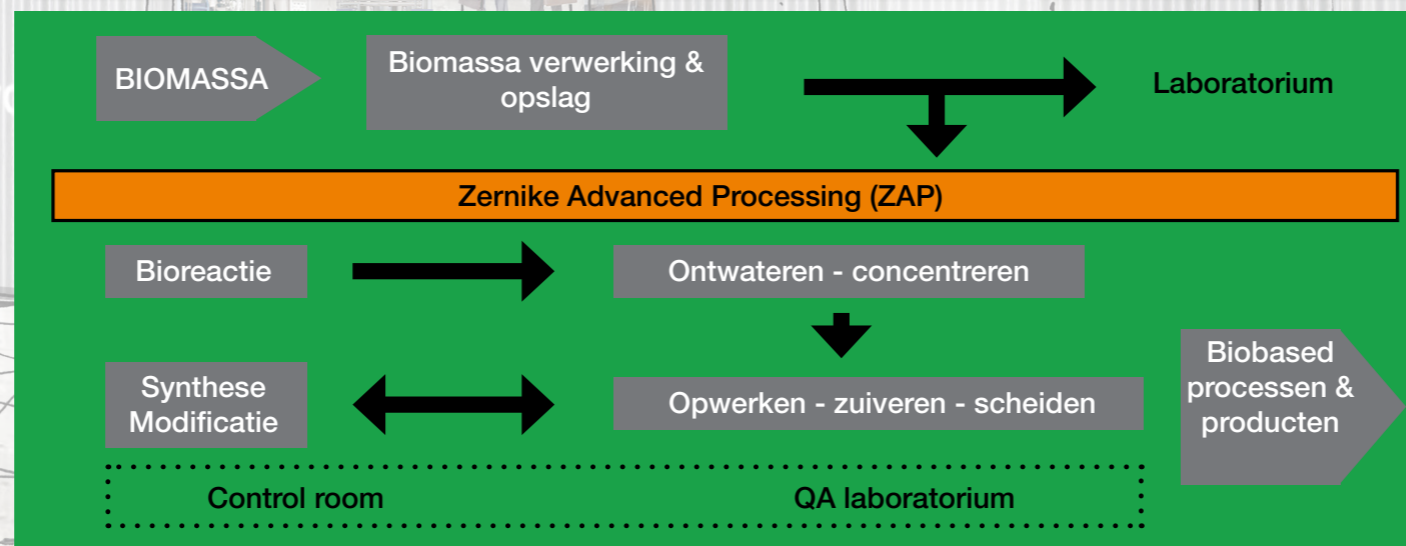 BIOMASSA
Biomassa verwerking &
opslag
Laboratorium
Zernike Advanced Processing (ZAP)
Bioreactie
Ontwateren - concentreren
Synthese
Modificatie
Opwerken - zuiveren - scheiden
Biobased
processen &
producten
Control room
QA laboratorium